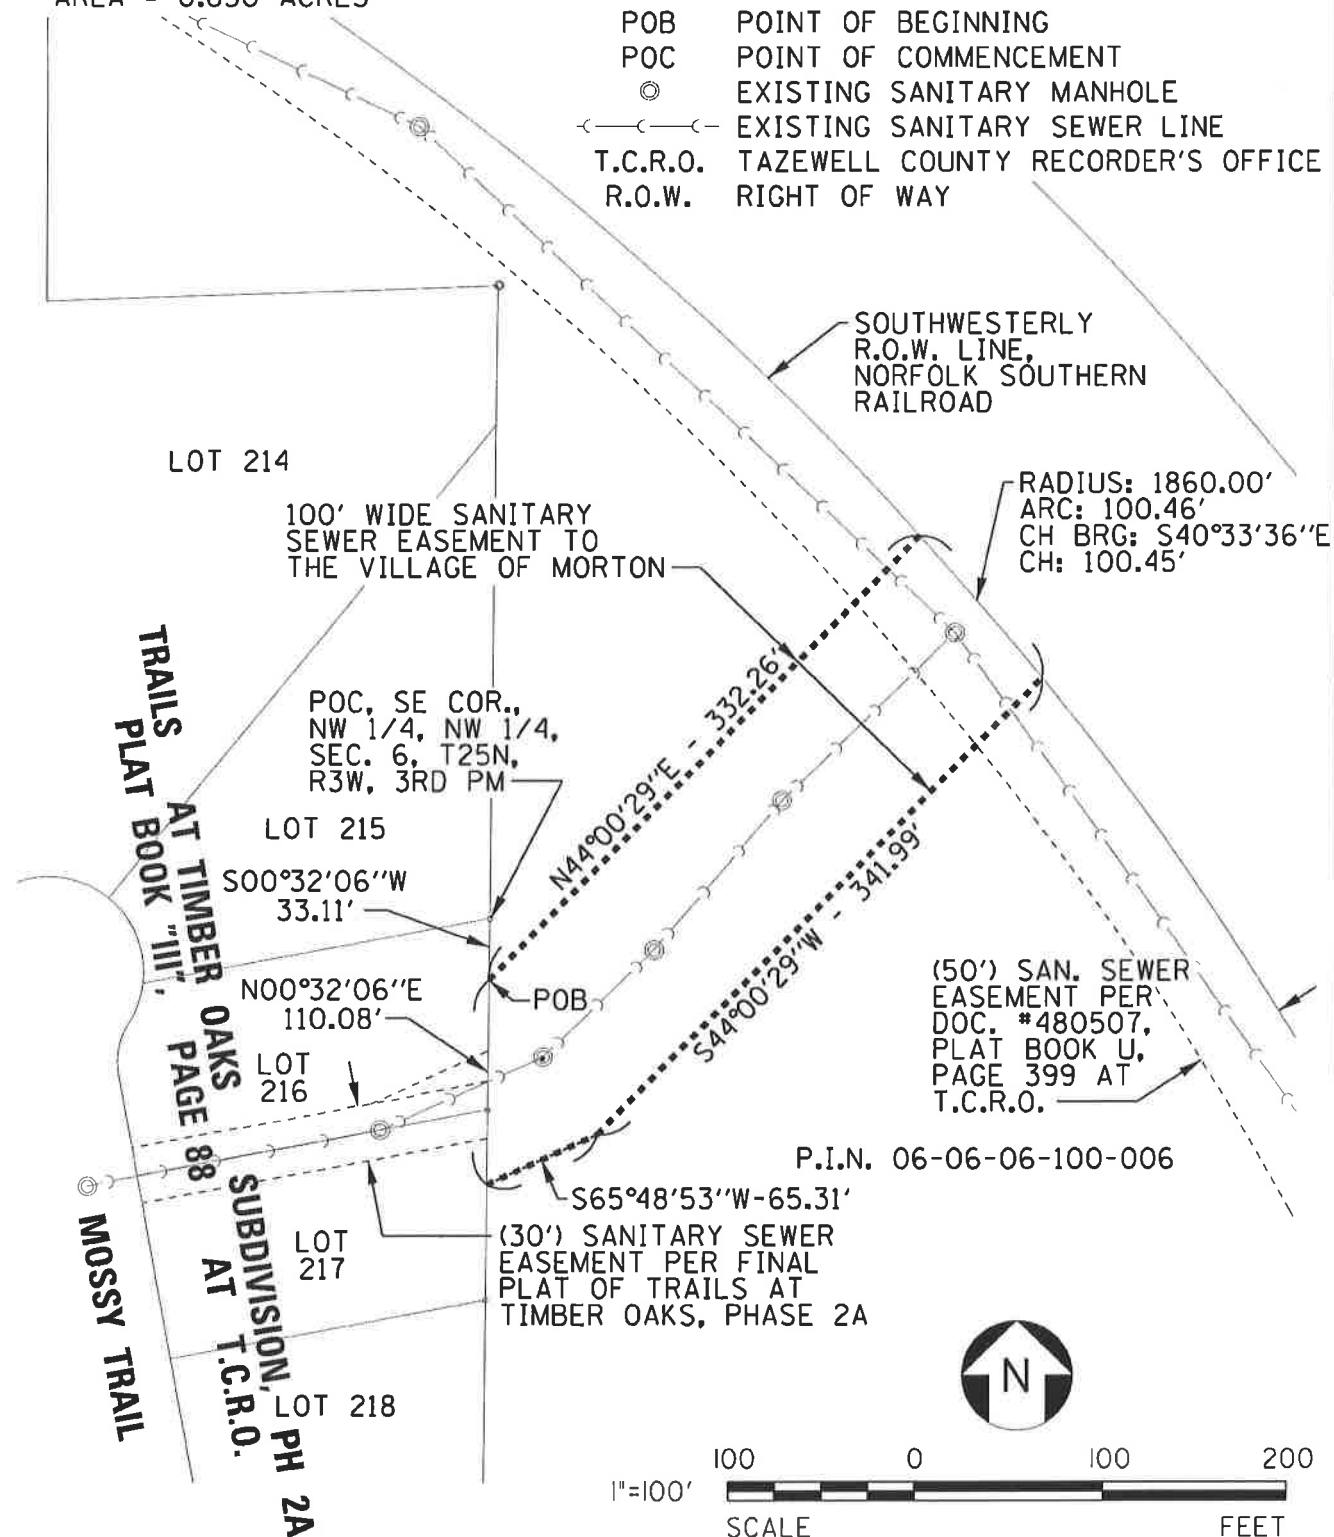 POB POINT OF BEGINNING
POC POINT OF COMMENCEMENT
EXISTING SANITARY MANHOLE
EXISTING SANITARY SEWER LINE
T.C.R.O. TAZEWELL COUNTY RECORDER'S OFFICE
R.O.W. RIGHT OF WAY
SOUTHWESTERLY
R.O.W. LINE,
NORFOLK SOUTHERN
RAILROAD
LOT 214
RADIUS: 1860.00'
ARC: 100.46'
CH BRG: S40°33'36"E
CH: 100.45'
100' WIDE SANITARY
SEWER EASEMENT TO
THE VILLAGE OF MORTON
POC, SE COR.,
NW 1/4, NW 1/4,
SEC. 6, T25N,
R3W, 3RD PM
N44°00'29"E - 332.26'
LOT 215
S00°32'06"W
33.11'
POB
N00°32'06"E
110.08'
S44°00'29"W - 341.99'
(50') SAN. SEWER
EASEMENT PER
DOC. #480507,
PLAT BOOK U,
PAGE 399 AT
T.C.R.O.
LOT
216
P.I.N. 06-06-06-100-006
S65°48'53"W-65.31'
(30') SANITARY SEWER
EASEMENT PER FINAL
PLAT OF TRAILS AT
TIMBER OAKS, PHASE 2A
LOT
217
LOT 218
TRAILS AT TIMBER OAKS SUBDIVISION, PH 2A
PLAT BOOK "III", PAGE 88 AT T.C.R.O.
MOSSY TRAIL
N
100 0 100 200
1"=100'
SCALE FEET